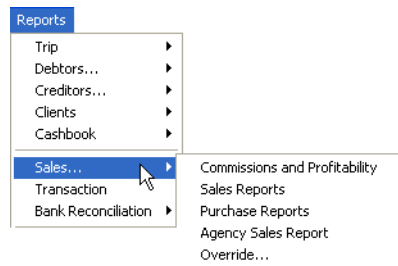 Reports
Trip
Debtors...
Creditors...
Clients
Cashbook
Sales...
Transaction
Bank Reconciliation
Commissions and Profitability
Sales Reports
Purchase Reports
Agency Sales Report
Override...